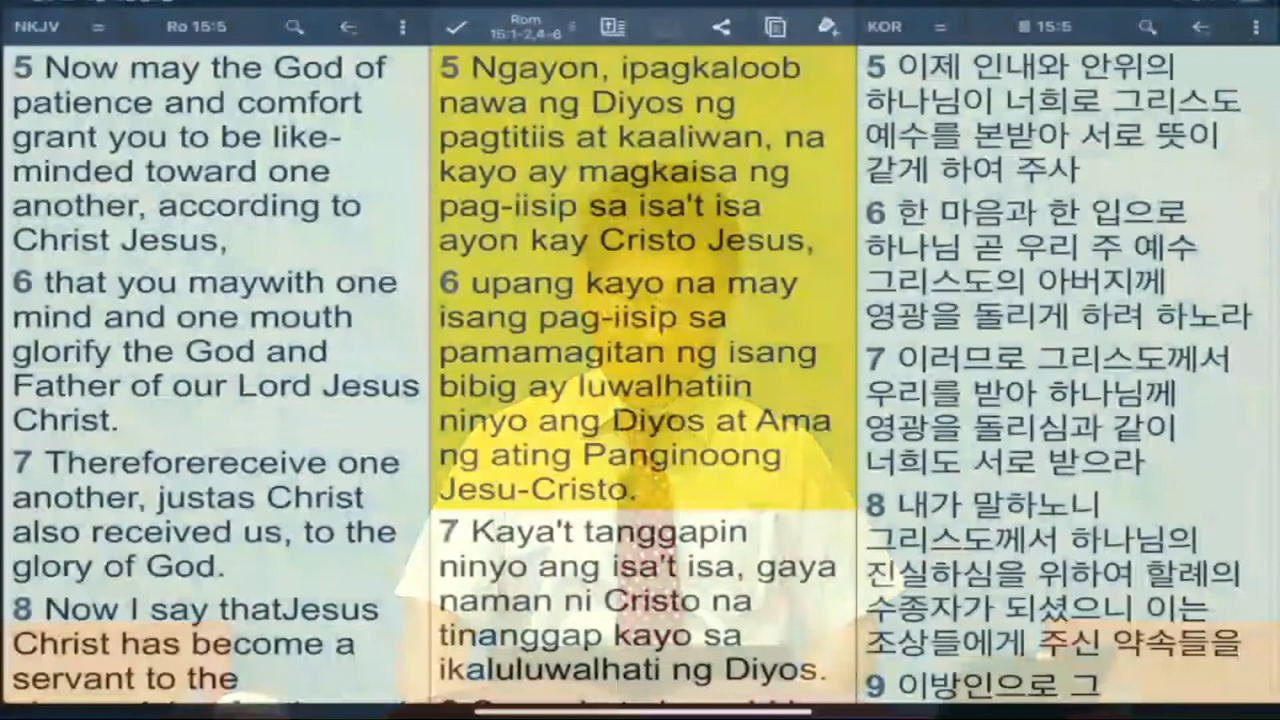 NKJV = Ro 15:5
5 Now may the God of
patience and comfort
grant you to be like-
minded toward one
another, according to
Christ Jesus,
6 that you maywith one
mind and one mouth
glorify the God and
Father of our Lord Jesus
Christ.
7 Thereforereceive one
another, justas Christ
also received us, to the
glory of God.
8 Now I say thatJesus
Christ has become a
servant to the
Rom
15:1-2,4-6
5 Ngayon, ipagkaloob
nawa ng Diyos ng
pagtitiis at kaaliwan, na
kayo ay magkaisa ng
pag-iisip sa isa't isa
ayon kay Cristo Jesus,
6 upang kayo na may
isang pag-iisip sa
pamamagitan ng isang
bibig ay luwalhatiin
ninyo ang Diyos at Ama
ng ating Panginoong
Jesu-Cristo.
7 Kaya't tanggapin
ninyo ang isa't isa, gaya
naman ni Cristo na
tinanggap kayo sa
ikaluluwalhati ng Diyos.
KOR = 롬 15:5
5 이제 인내와 안위의
하나님이 너희로 그리스도
예수를 본받아 서로 뜻이
같게 하여 주사
6 한 마음과 한 입으로
하나님 곧 우리 주 예수
그리스도의 아버지께
영광을 돌리게 하려 하노라
7 이러므로 그리스도께서
우리를 받아 하나님께
영광을 돌리심과 같이
너희도 서로 받으라
8 내가 말하노니
그리스도께서 하나님의
진실하심을 위하여 할례의
수종자가 되셨으니 이는
조상들에게 주신 약속들을
9 이방인으로 그